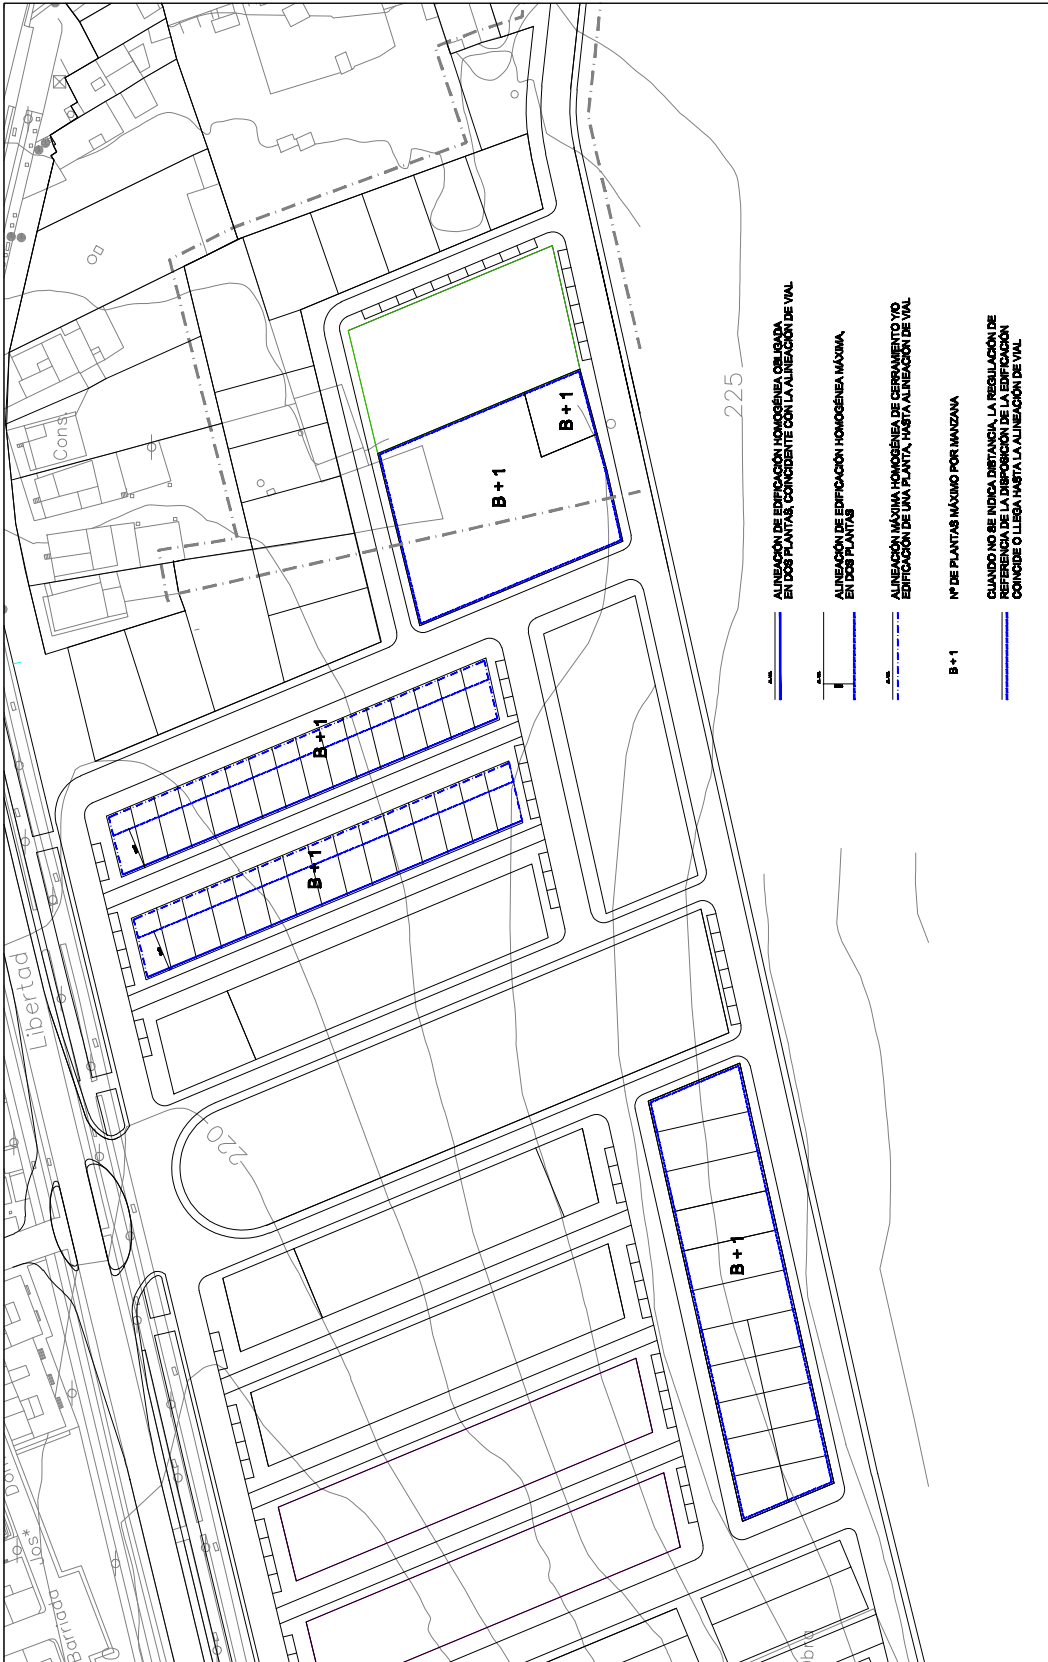 Cons.
Libertad
220
225
Barriada
José*
B+1
B+1
B+1
B+1
B+1
ALINEACIÓN DE EDIFICACIÓN HOMOGÉNEA OBLIGADA
EN DOS PLANTAS, COINCIDENTE CON LA ALINEACIÓN DE VIAL
ALINEACIÓN DE EDIFICACIÓN HOMOGÉNEA MÁXIMA,
EN DOS PLANTAS
ALINEACIÓN MÁXIMA HOMOGÉNEA DE CERRAMIENTO Y/O
EDIFICACIÓN DE UNA PLANTA, HASTA ALINEACIÓN DE VIAL
B+1
Nº DE PLANTAS MÁXIMO POR MANZANA
CUANDO NO SE INDICA DISTANCIA, LA REGULACIÓN DE
REFERENCIA DE LA DISPOSICIÓN DE LA EDIFICACIÓN
COINCIDE O LLEGA HASTA LA ALINEACIÓN DE VIAL